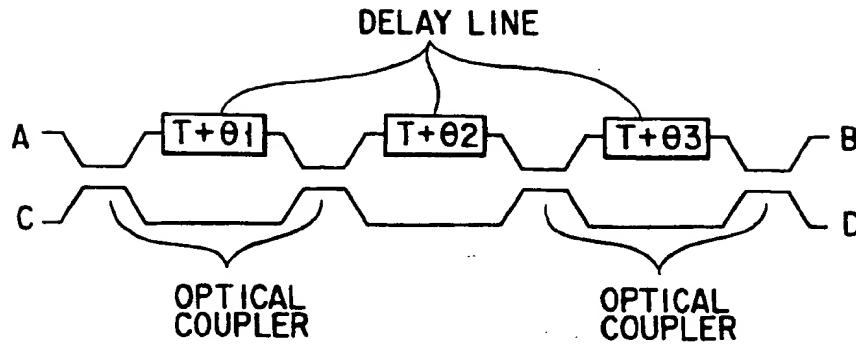 DELAY LINE
A T+θ1 T+θ2 T+θ3 B
C D
OPTICAL COUPLER OPTICAL COUPLER